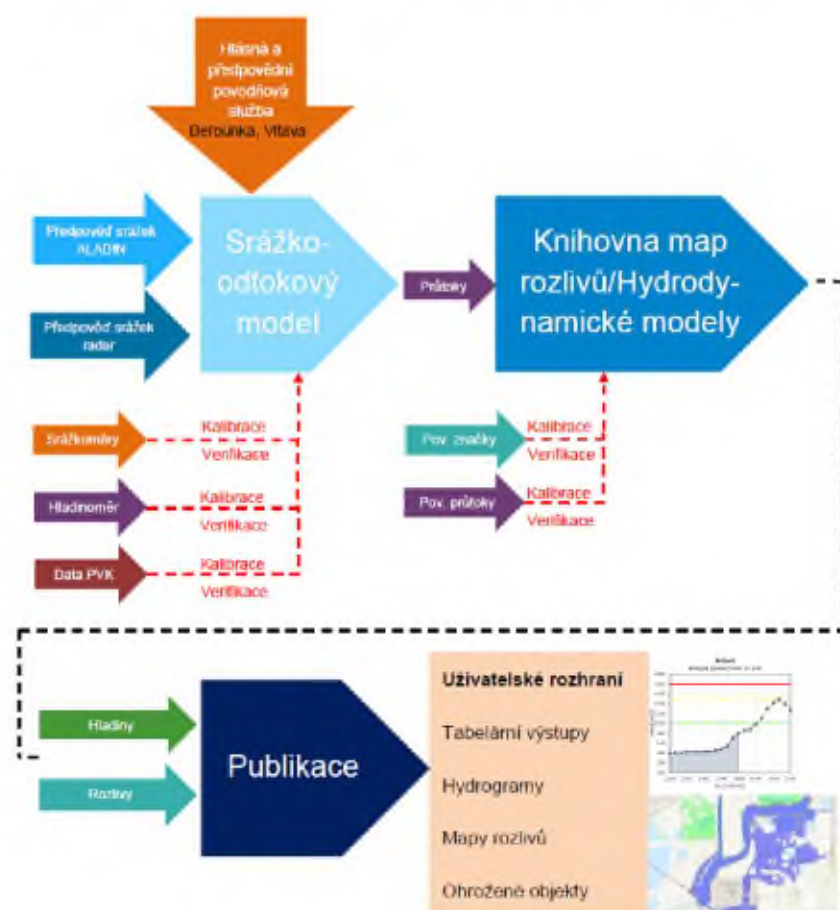 Hlásná a
předpovědní
povodňová
služba
Berounka, Vltava
Předpověď srážek
ALADIN
Srážko-
odtokový
model
Průtoky
Knihovna map
rozlivů/Hydrody-
namické modely
Předpověď srážek
radar
Srážkoměry
Kalibrace
Verifikace
Hladinoměr
Kalibrace
Verifikace
Data PVK
Kalibrace
Verifikace
Pov. značky
Kalibrace
Verifikace
Pov. průtoky
Kalibrace
Verifikace
Hladiny
Rozlivy
Publikace
Uživatelské rozhraní
Tabelární výstupy
Hydrogramy
Mapy rozlivů
Ohrožené objekty